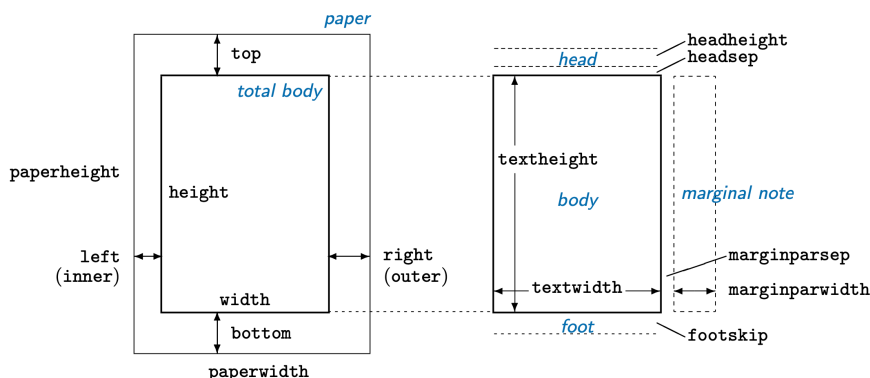 paper
top
total body
paperheight
height
left
(inner)
right
(outer)
width
bottom
paperwidth
headheight
head
headsep
textheight
body
marginal note
marginparsep
textwidth
marginparwidth
foot
footskip